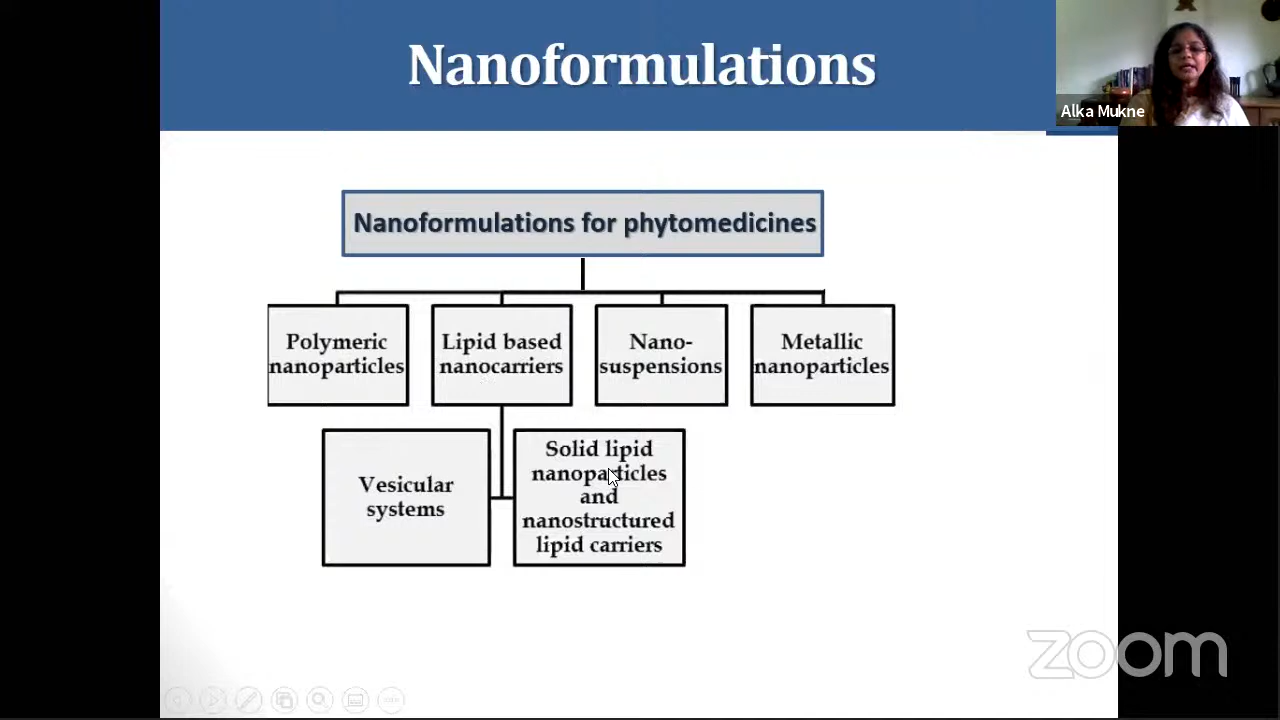 Nanoformulations
Alka Mukne
Nanoformulations for phytomedicines
Polymeric
nanoparticles
Lipid based
nanocarriers
Nano-
suspensions
Metallic
nanoparticles
Vesicular
systems
Solid lipid
nanoparticles
and
nanostructured
lipid carriers
zoom